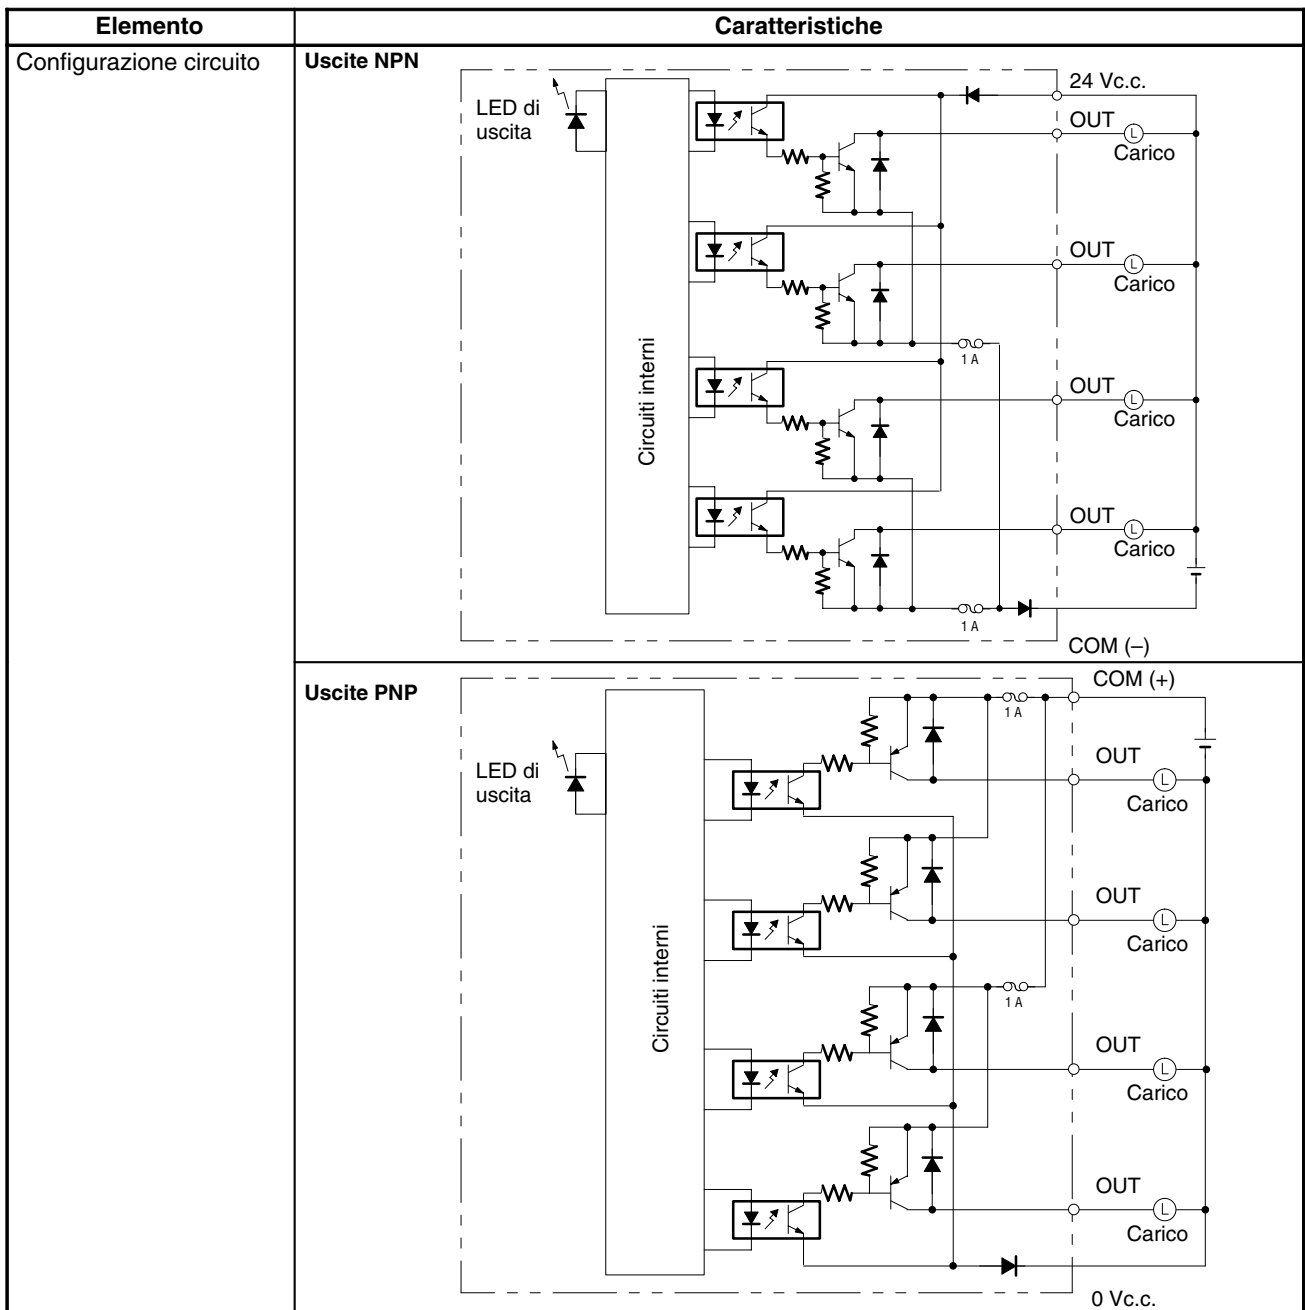 Elemento
Caratteristiche
Configurazione circuito
Uscite NPN
LED di
uscita
Circuiti interni
24 Vc.c.
OUT
L
Carico
OUT
L
Carico
1 A
OUT
L
Carico
OUT
L
Carico
1 A
COM (–)
Uscite PNP
LED di
uscita
Circuiti interni
COM (+)
1 A
OUT
L
Carico
OUT
L
Carico
1 A
OUT
L
Carico
OUT
L
Carico
0 Vc.c.